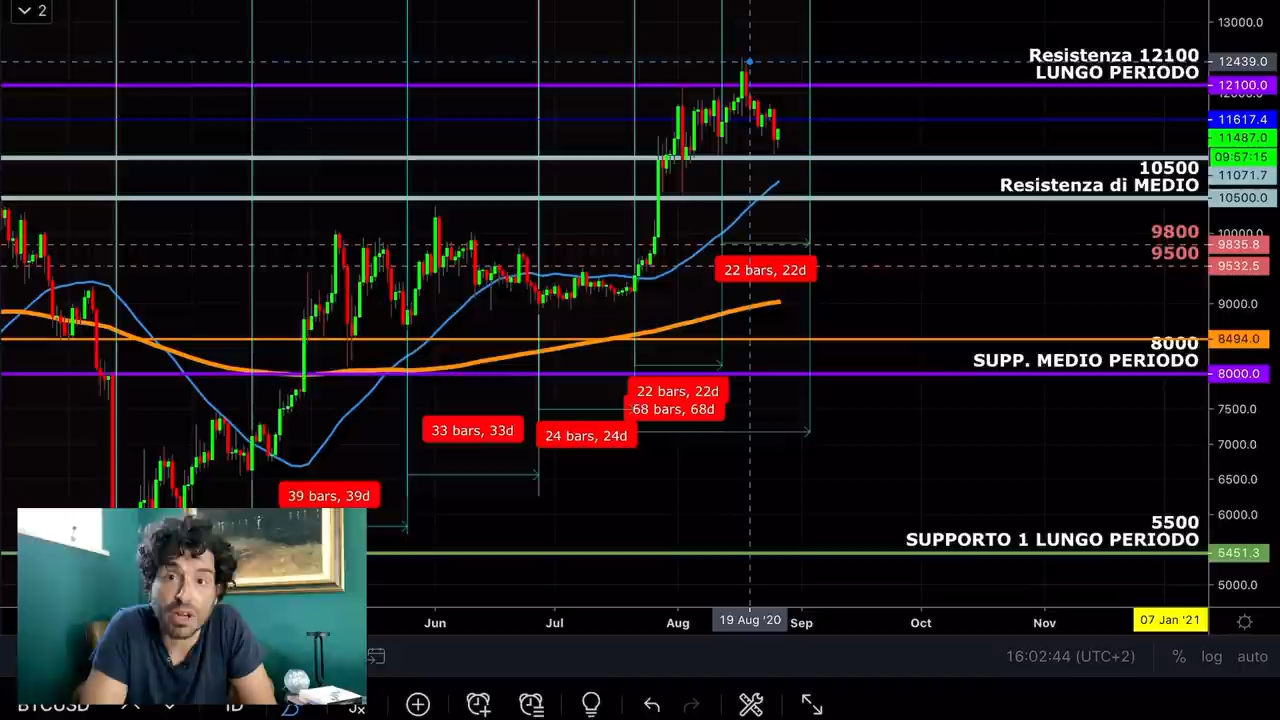 2
13000.0
Resistenza 12100
12439.0
LUNGO PERIODO
12100.0
11617.4
11487.0
09:57:15
10500
11071.7
Resistenza di MEDIO
10500.0
9800
10000.0
9835.8
9500
9532.5
22 bars, 22d
9000.0
8000
8494.0
SUPP. MEDIO PERIODO
8000.0
22 bars, 22d
68 bars, 68d
7500.0
33 bars, 33d
24 bars, 24d
7000.0
6500.0
39 bars, 39d
6000.0
5500
SUPPORTO 1 LUNGO PERIODO
5451.3
5000.0
Jun
Jul
Aug
19 Aug '20
Sep
Oct
Nov
07 Jan '21
16:02:44 (UTC+2)
%
log
auto
BTCUSD
1D